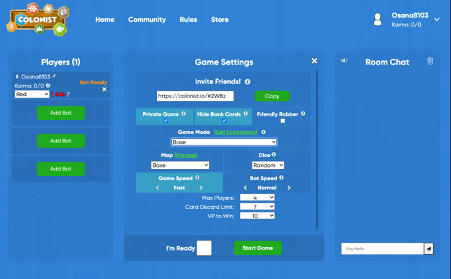 COLONIST
Home
Community
Rules
Store
Osana8103
Karma: 0/0
Players (1)
Osana8103
Karma: 0/0
Not Ready
Red
Add Bot
Add Bot
Add Bot
Game Settings
Invite Friends!
https://colonist.io/#2WBz
Copy
Private Game
Hide Bank Cards
Friendly Robber
Game Mode (Get Expansions)
Base
Map (Preview)
Dice
Base
Random
Game Speed
Bot Speed
Fast
Normal
Max Players: 4
Card Discard Limit: 7
VP to Win: 10
I'm Ready
Start Game
Room Chat
Say Hello